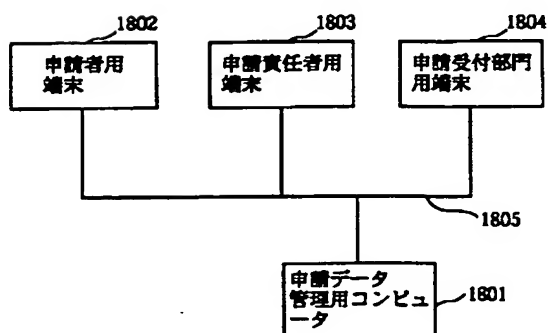 1802
1803
1804
申請者用
端末
申請責任者用
端末
申請受付部門
用端末
1805
申請データ
管理用コンピュ
ータ
1801